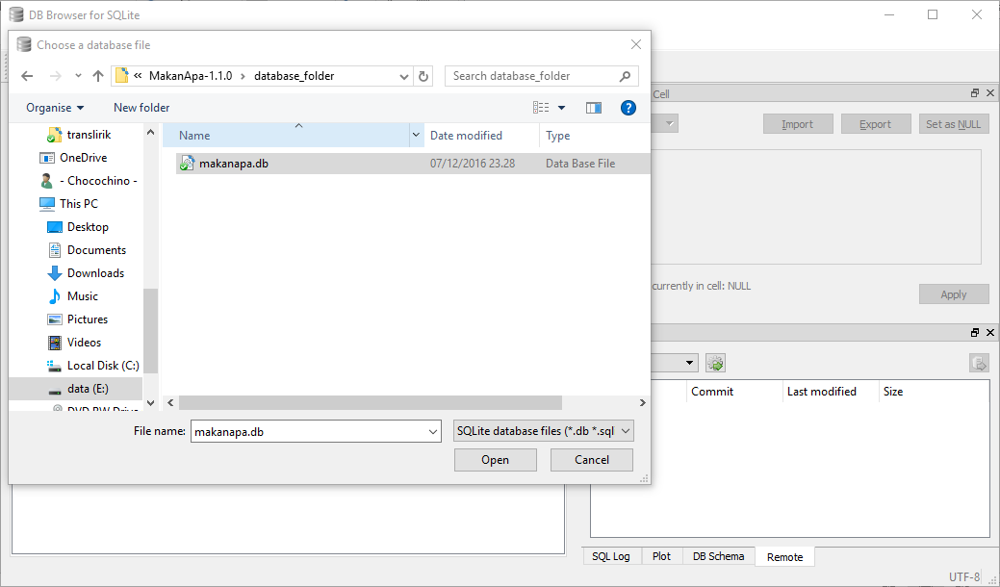 DB Browser for SQLite
Choose a database file
« MakanApa-1.1.0 > database_folder
Search database_folder
Organise
New folder
Name
Date modified
Type
makanapa.db
07/12/2016 23.28
Data Base File
translirik
OneDrive
- Chocochino -
This PC
Desktop
Documents
Downloads
Music
Pictures
Videos
Local Disk (C:)
data (E:)
DVD RW Drive
File name:
makanapa.db
SQLite database files (*.db *.sql
Open
Cancel
Cell
Import
Export
Set as NULL
currently in cell: NULL
Apply
Commit
Last modified
Size
SQL Log
Plot
DB Schema
Remote
UTF-8